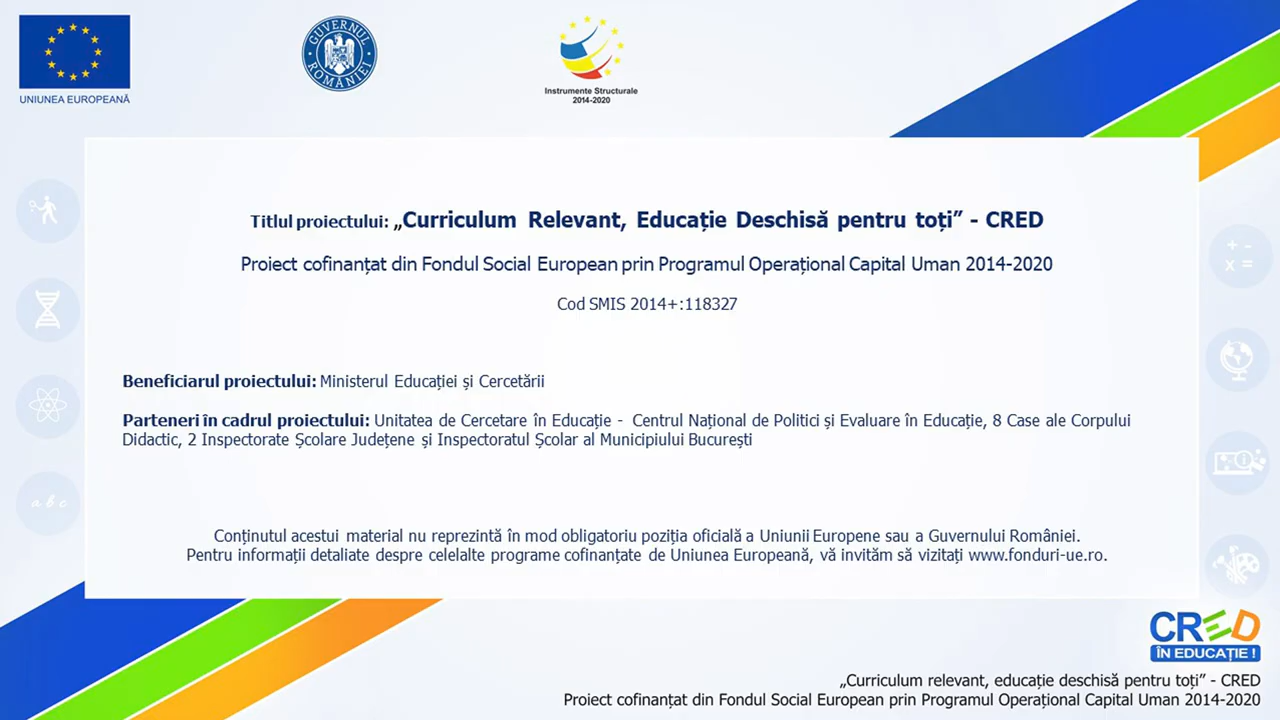 UNIUNEA EUROPEANĂ
GUVERNUL ROMÂNIEI
Instrumente Structurale
2014-2020
Titlul proiectului: „Curriculum Relevant, Educație Deschisă pentru toți” - CRED
Proiect cofinanțat din Fondul Social European prin Programul Operațional Capital Uman 2014-2020
Cod SMIS 2014+:118327
Beneficiarul proiectului: Ministerul Educației și Cercetării
Parteneri în cadrul proiectului: Unitatea de Cercetare în Educație - Centrul Național de Politici și Evaluare în Educație, 8 Case ale Corpului
Didactic, 2 Inspectorate Școlare Județene și Inspectoratul Școlar al Municipiului București
Conținutul acestui material nu reprezintă în mod obligatoriu poziția oficială a Uniunii Europene sau a Guvernului României.
Pentru informații detaliate despre celelalte programe cofinanțate de Uniunea Europeană, vă invităm să vizitați www.fonduri-ue.ro.
a b c
+ -
x =
CRED
ÎN EDUCAȚIE !
„Curriculum relevant, educație deschisă pentru toți” - CRED
Proiect cofinanțat din Fondul Social European prin Programul Operațional Capital Uman 2014-2020